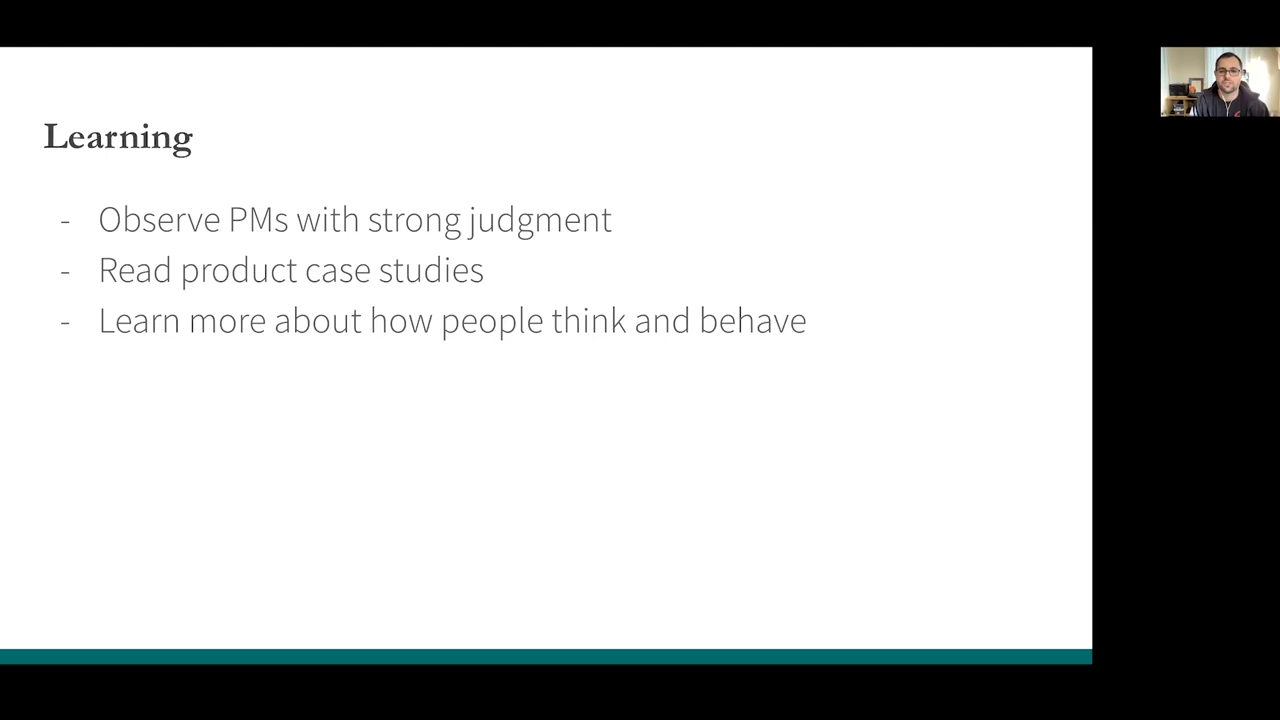 Learning
- Observe PMs with strong judgment
- Read product case studies
- Learn more about how people think and behave